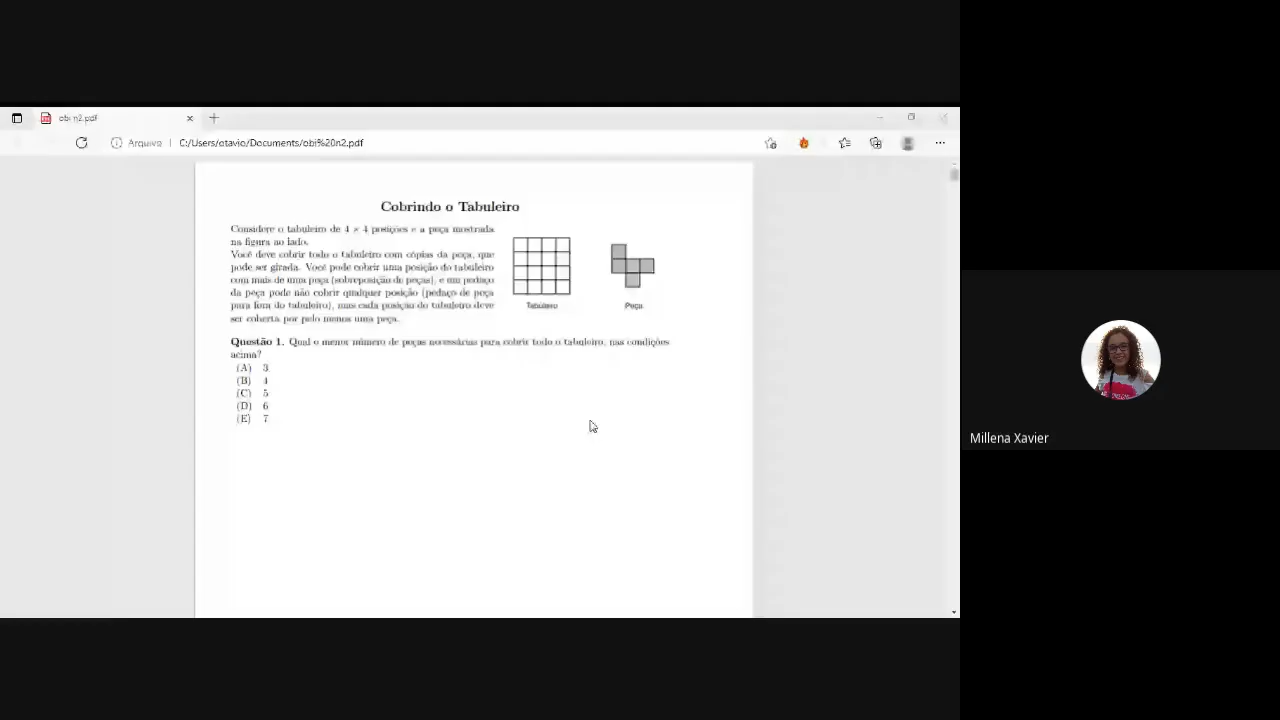 obi n2.pdf
Arquivo
C:/Users/otavio/Documents/obi%20n2.pdf
Cobrindo o Tabuleiro
Considere o tabuleiro de 4 × 4 posições e a peça mostrada
na figura ao lado.
Você deve cobrir todo o tabuleiro com cópias da peça, que
pode ser girada. Você pode cobrir uma posição do tabuleiro
com mais de uma peça (sobreposição de peças), e um pedaço
da peça pode não cobrir qualquer posição (pedaço de peça
para fora do tabuleiro), mas cada posição do tabuleiro deve
ser coberta por pelo menos uma peça.
Tabuleiro
Peça
Questão 1. Qual o menor número de peças necessárias para cobrir todo o tabuleiro, nas condições
acima?
(A) 3
(B) 4
(C) 5
(D) 6
(E) 7
Millena Xavier